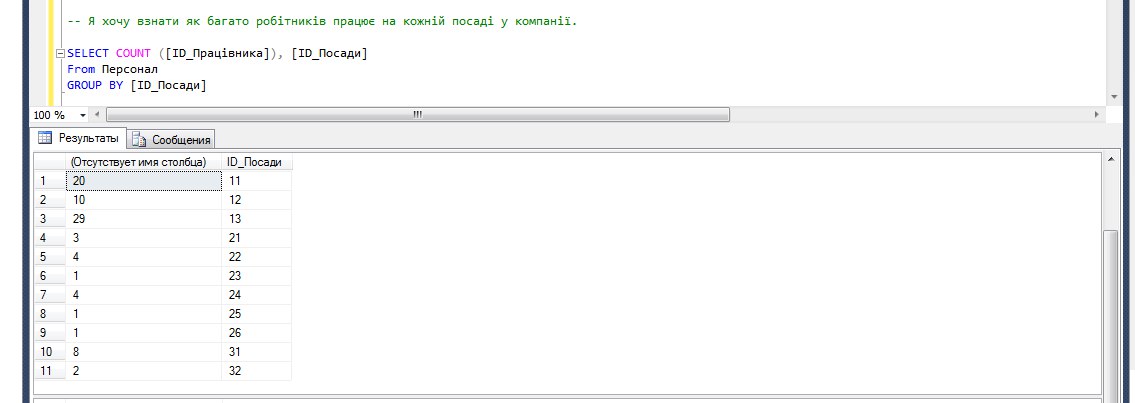 -- Я хочу взнати як багато робітників працює на кожній посаді у компанії.
SELECT COUNT ([ID_Працівника]), [ID_Посади]
From Персонал
GROUP BY [ID_Посади]
100 %
Результаты Сообщения
(Отсутствует имя столбца) ID_Посади
1 20 11
2 10 12
3 29 13
4 3 21
5 4 22
6 1 23
7 4 24
8 1 25
9 1 26
10 8 31
11 2 32